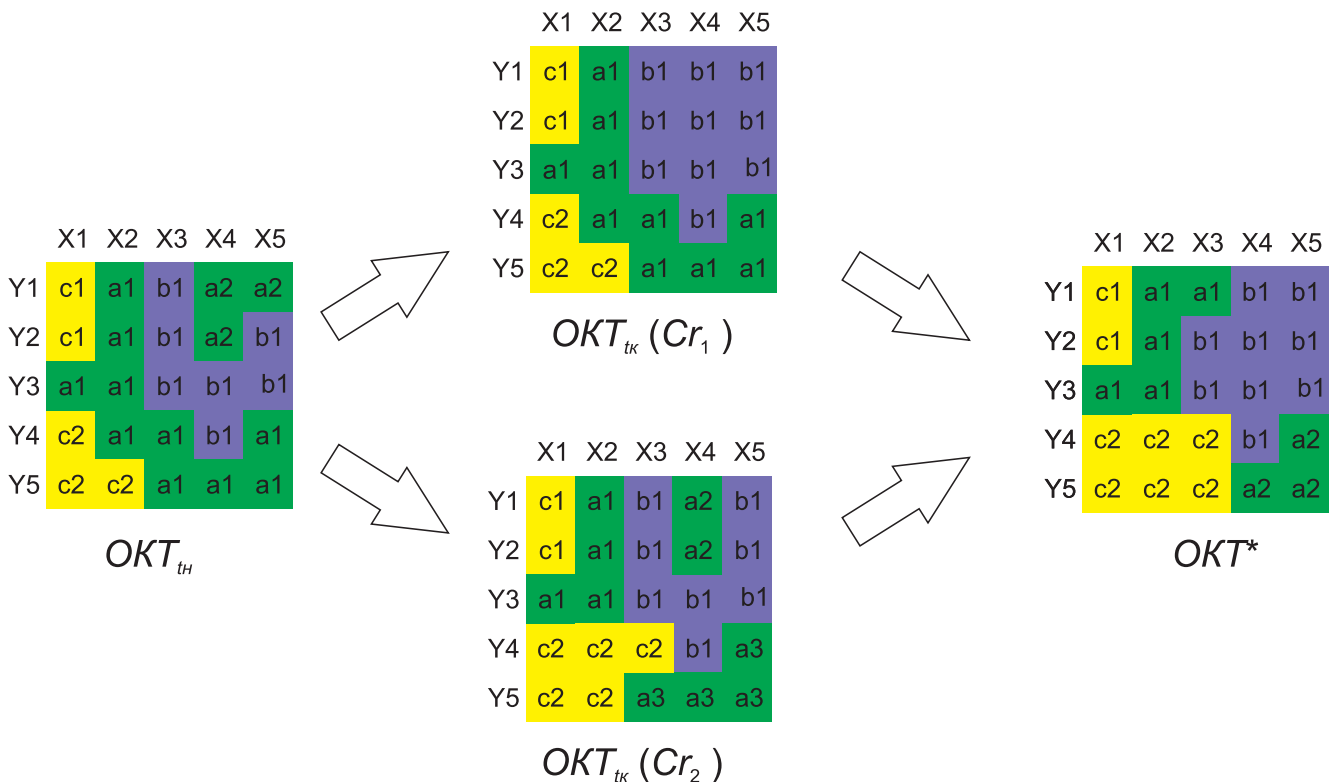 X1 X2 X3 X4 X5
Y1 c1 a1 b1 b1 b1
Y2 c1 a1 b1 b1 b1
Y3 a1 a1 b1 b1 b1
Y4 c2 a1 a1 b1 a1
Y5 c2 c2 a1 a1 a1
ОКТtк (Cr1)
X1 X2 X3 X4 X5
Y1 c1 a1 b1 a2 a2
Y2 c1 a1 b1 a2 b1
Y3 a1 a1 b1 b1 b1
Y4 c2 a1 a1 b1 a1
Y5 c2 c2 a1 a1 a1
ОКТtн
X1 X2 X3 X4 X5
Y1 c1 a1 b1 a2 b1
Y2 c1 a1 b1 a2 b1
Y3 a1 a1 b1 b1 b1
Y4 c2 c2 c2 b1 a3
Y5 c2 c2 a3 a3 a3
ОКТtк (Cr2)
X1 X2 X3 X4 X5
Y1 c1 a1 a1 b1 b1
Y2 c1 a1 b1 b1 b1
Y3 a1 a1 b1 b1 b1
Y4 c2 c2 c2 b1 a2
Y5 c2 c2 c2 a2 a2
ОКТ*